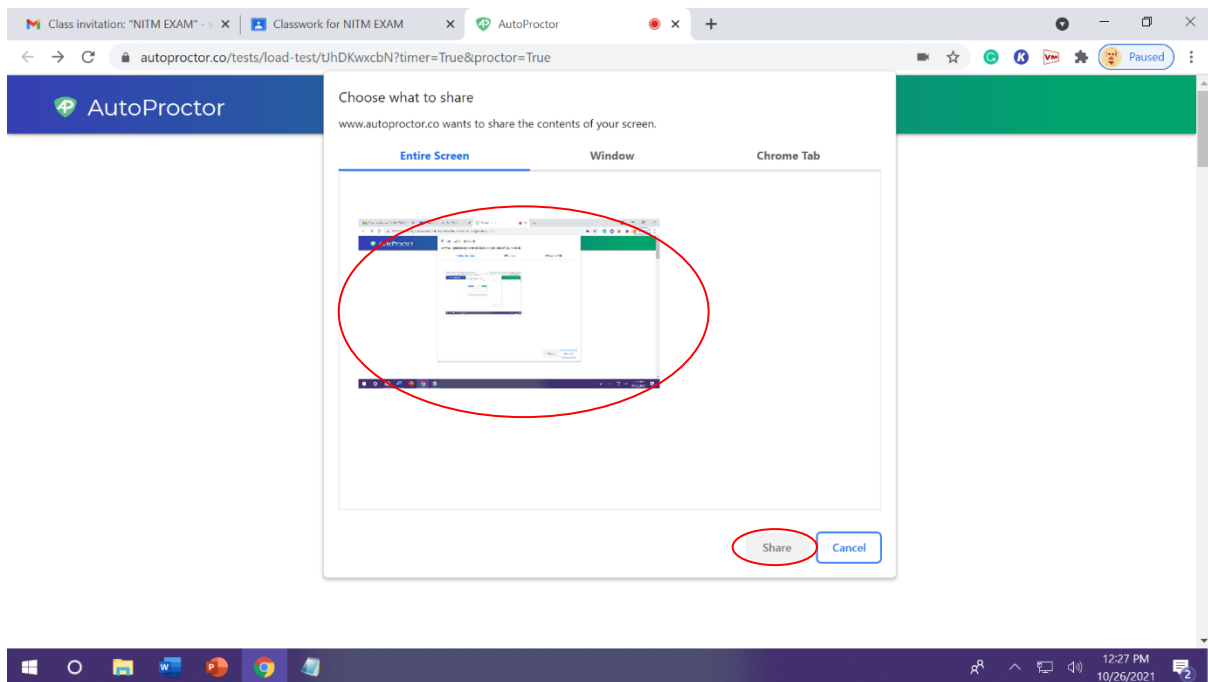 Class invitation: "NITM EXAM" - s
Classwork for NITM EXAM
AutoProctor
autoproctor.co/tests/load-test/tJhDKwxcbN?timer=True&proctor=True
Paused
AutoProctor
Choose what to share
www.autoproctor.co wants to share the contents of your screen.
Entire Screen Window Chrome Tab
AutoProctor
Share Cancel
12:27 PM
10/26/2021
2